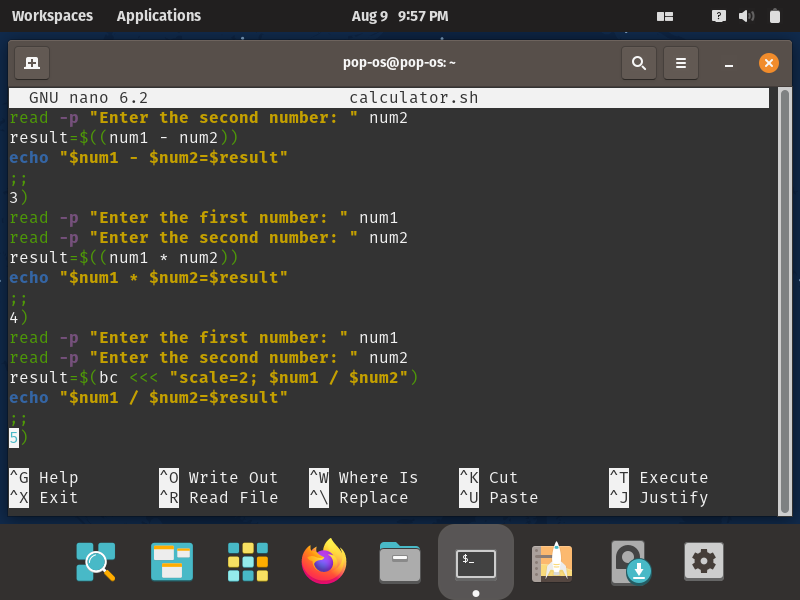 Workspaces Applications Aug 9 9:57 PM ?
pop-os@pop-os: ~
GNU nano 6.2 calculator.sh
read -p "Enter the second number: " num2
result=$((num1 - num2))
echo "$num1 - $num2=$result"
;;
3)
read -p "Enter the first number: " num1
read -p "Enter the second number: " num2
result=$((num1 * num2))
echo "$num1 * $num2=$result"
;;
4)
read -p "Enter the first number: " num1
read -p "Enter the second number: " num2
result=$(bc <<< "scale=2; $num1 / $num2")
echo "$num1 / $num2=$result"
;;
5)
^G Help ^O Write Out ^W Where Is ^K Cut ^T Execute
^X Exit ^R Read File ^\ Replace ^U Paste ^J Justify
$_